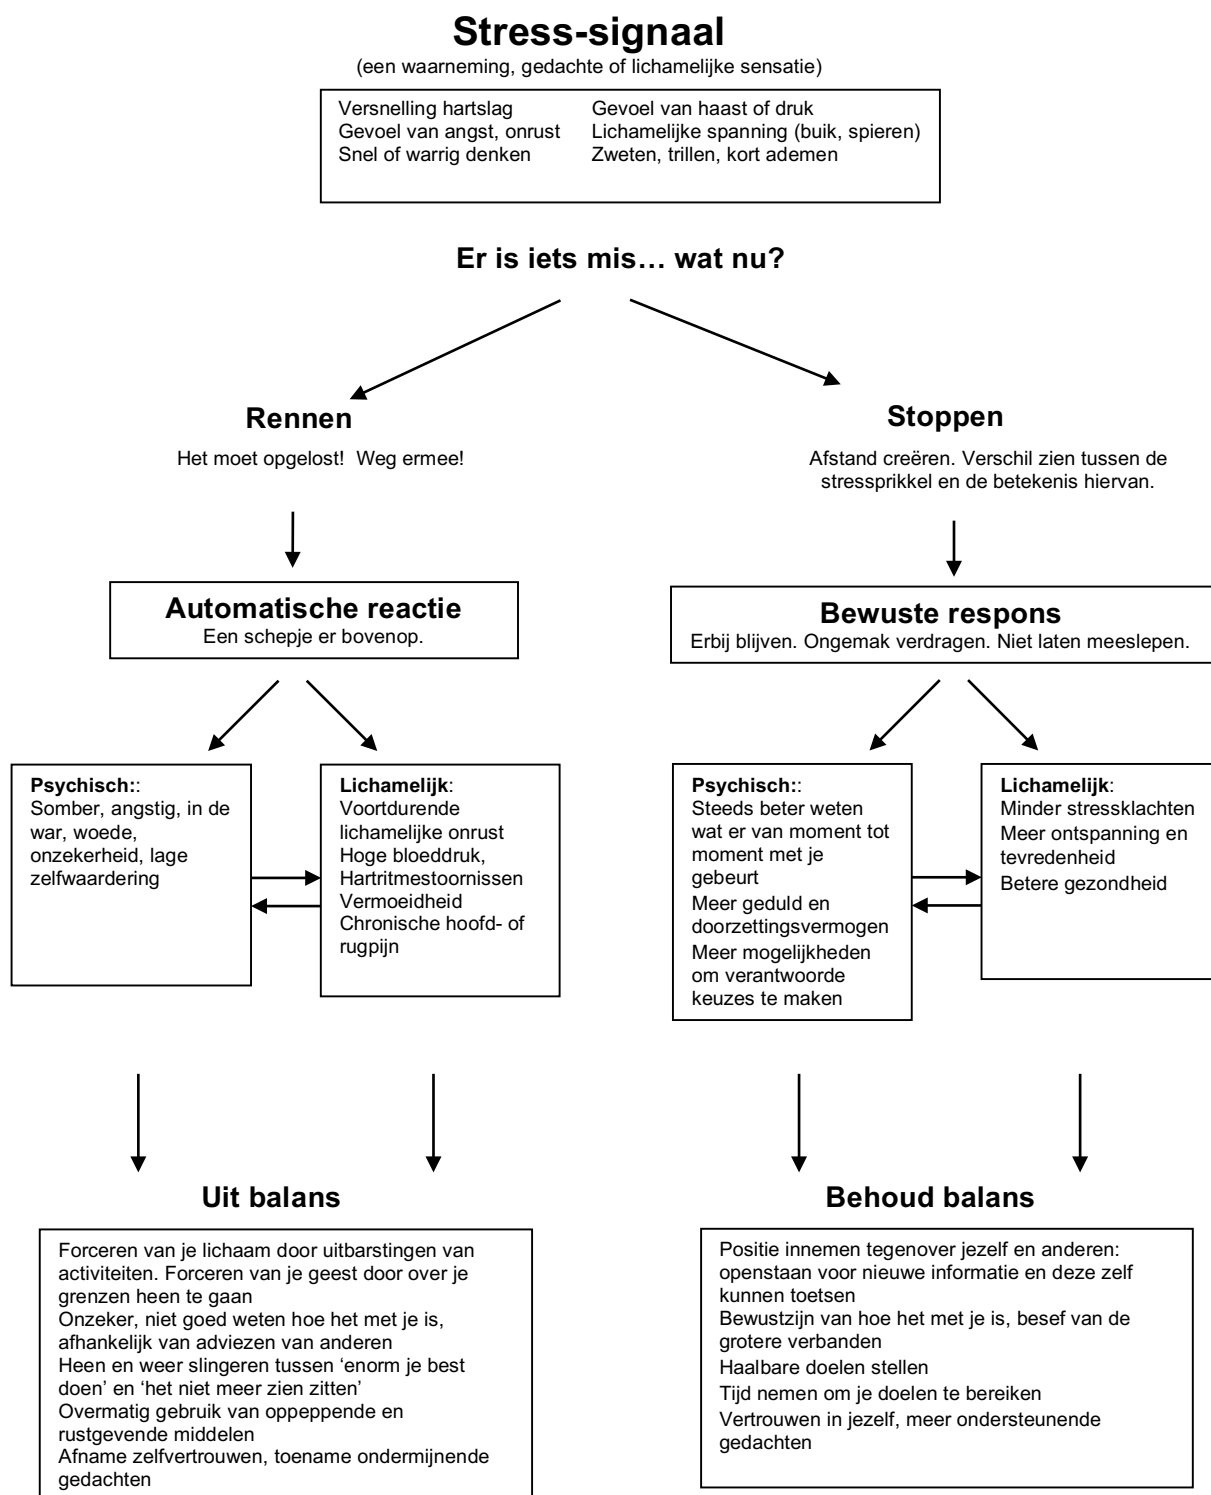 Stress-signaal
(een waarneming, gedachte of lichamelijke sensatie)
Versnelling hartslag Gevoel van haast of druk
Gevoel van angst, onrust Lichamelijke spanning (buik, spieren)
Snel of warrig denken Zweten, trillen, kort ademen
Er is iets mis… wat nu?
Rennen
Het moet opgelost! Weg ermee!
Automatische reactie
Een schepje er bovenop.
Psychisch::
Somber, angstig, in de
war, woede,
onzekerheid, lage
zelfwaardering
Lichamelijk:
Voortdurende
lichamelijke onrust
Hoge bloeddruk,
Hartritmestoornissen
Vermoeidheid
Chronische hoofd- of
rugpijn
Uit balans
Forceren van je lichaam door uitbarstingen van
activiteiten. Forceren van je geest door over je
grenzen heen te gaan
Onzeker, niet goed weten hoe het met je is,
afhankelijk van adviezen van anderen
Heen en weer slingeren tussen ‘enorm je best
doen’ en ‘het niet meer zien zitten’
Overmatig gebruik van oppeppende en
rustgevende middelen
Afname zelfvertrouwen, toename ondermijnende
gedachten
Stoppen
Afstand creëren. Verschil zien tussen de
stressprikkel en de betekenis hiervan.
Bewuste respons
Erbij blijven. Ongemak verdragen. Niet laten meeslepen.
Psychisch::
Steeds beter weten
wat er van moment tot
moment met je
gebeurt
Meer geduld en
doorzettingsvermogen
Meer mogelijkheden
om verantwoorde
keuzes te maken
Lichamelijk:
Minder stressklachten
Meer ontspanning en
tevredenheid
Betere gezondheid
Behoud balans
Positie innemen tegenover jezelf en anderen:
openstaan voor nieuwe informatie en deze zelf
kunnen toetsen
Bewustzijn van hoe het met je is, besef van de
grotere verbanden
Haalbare doelen stellen
Tijd nemen om je doelen te bereiken
Vertrouwen in jezelf, meer ondersteunende
gedachten